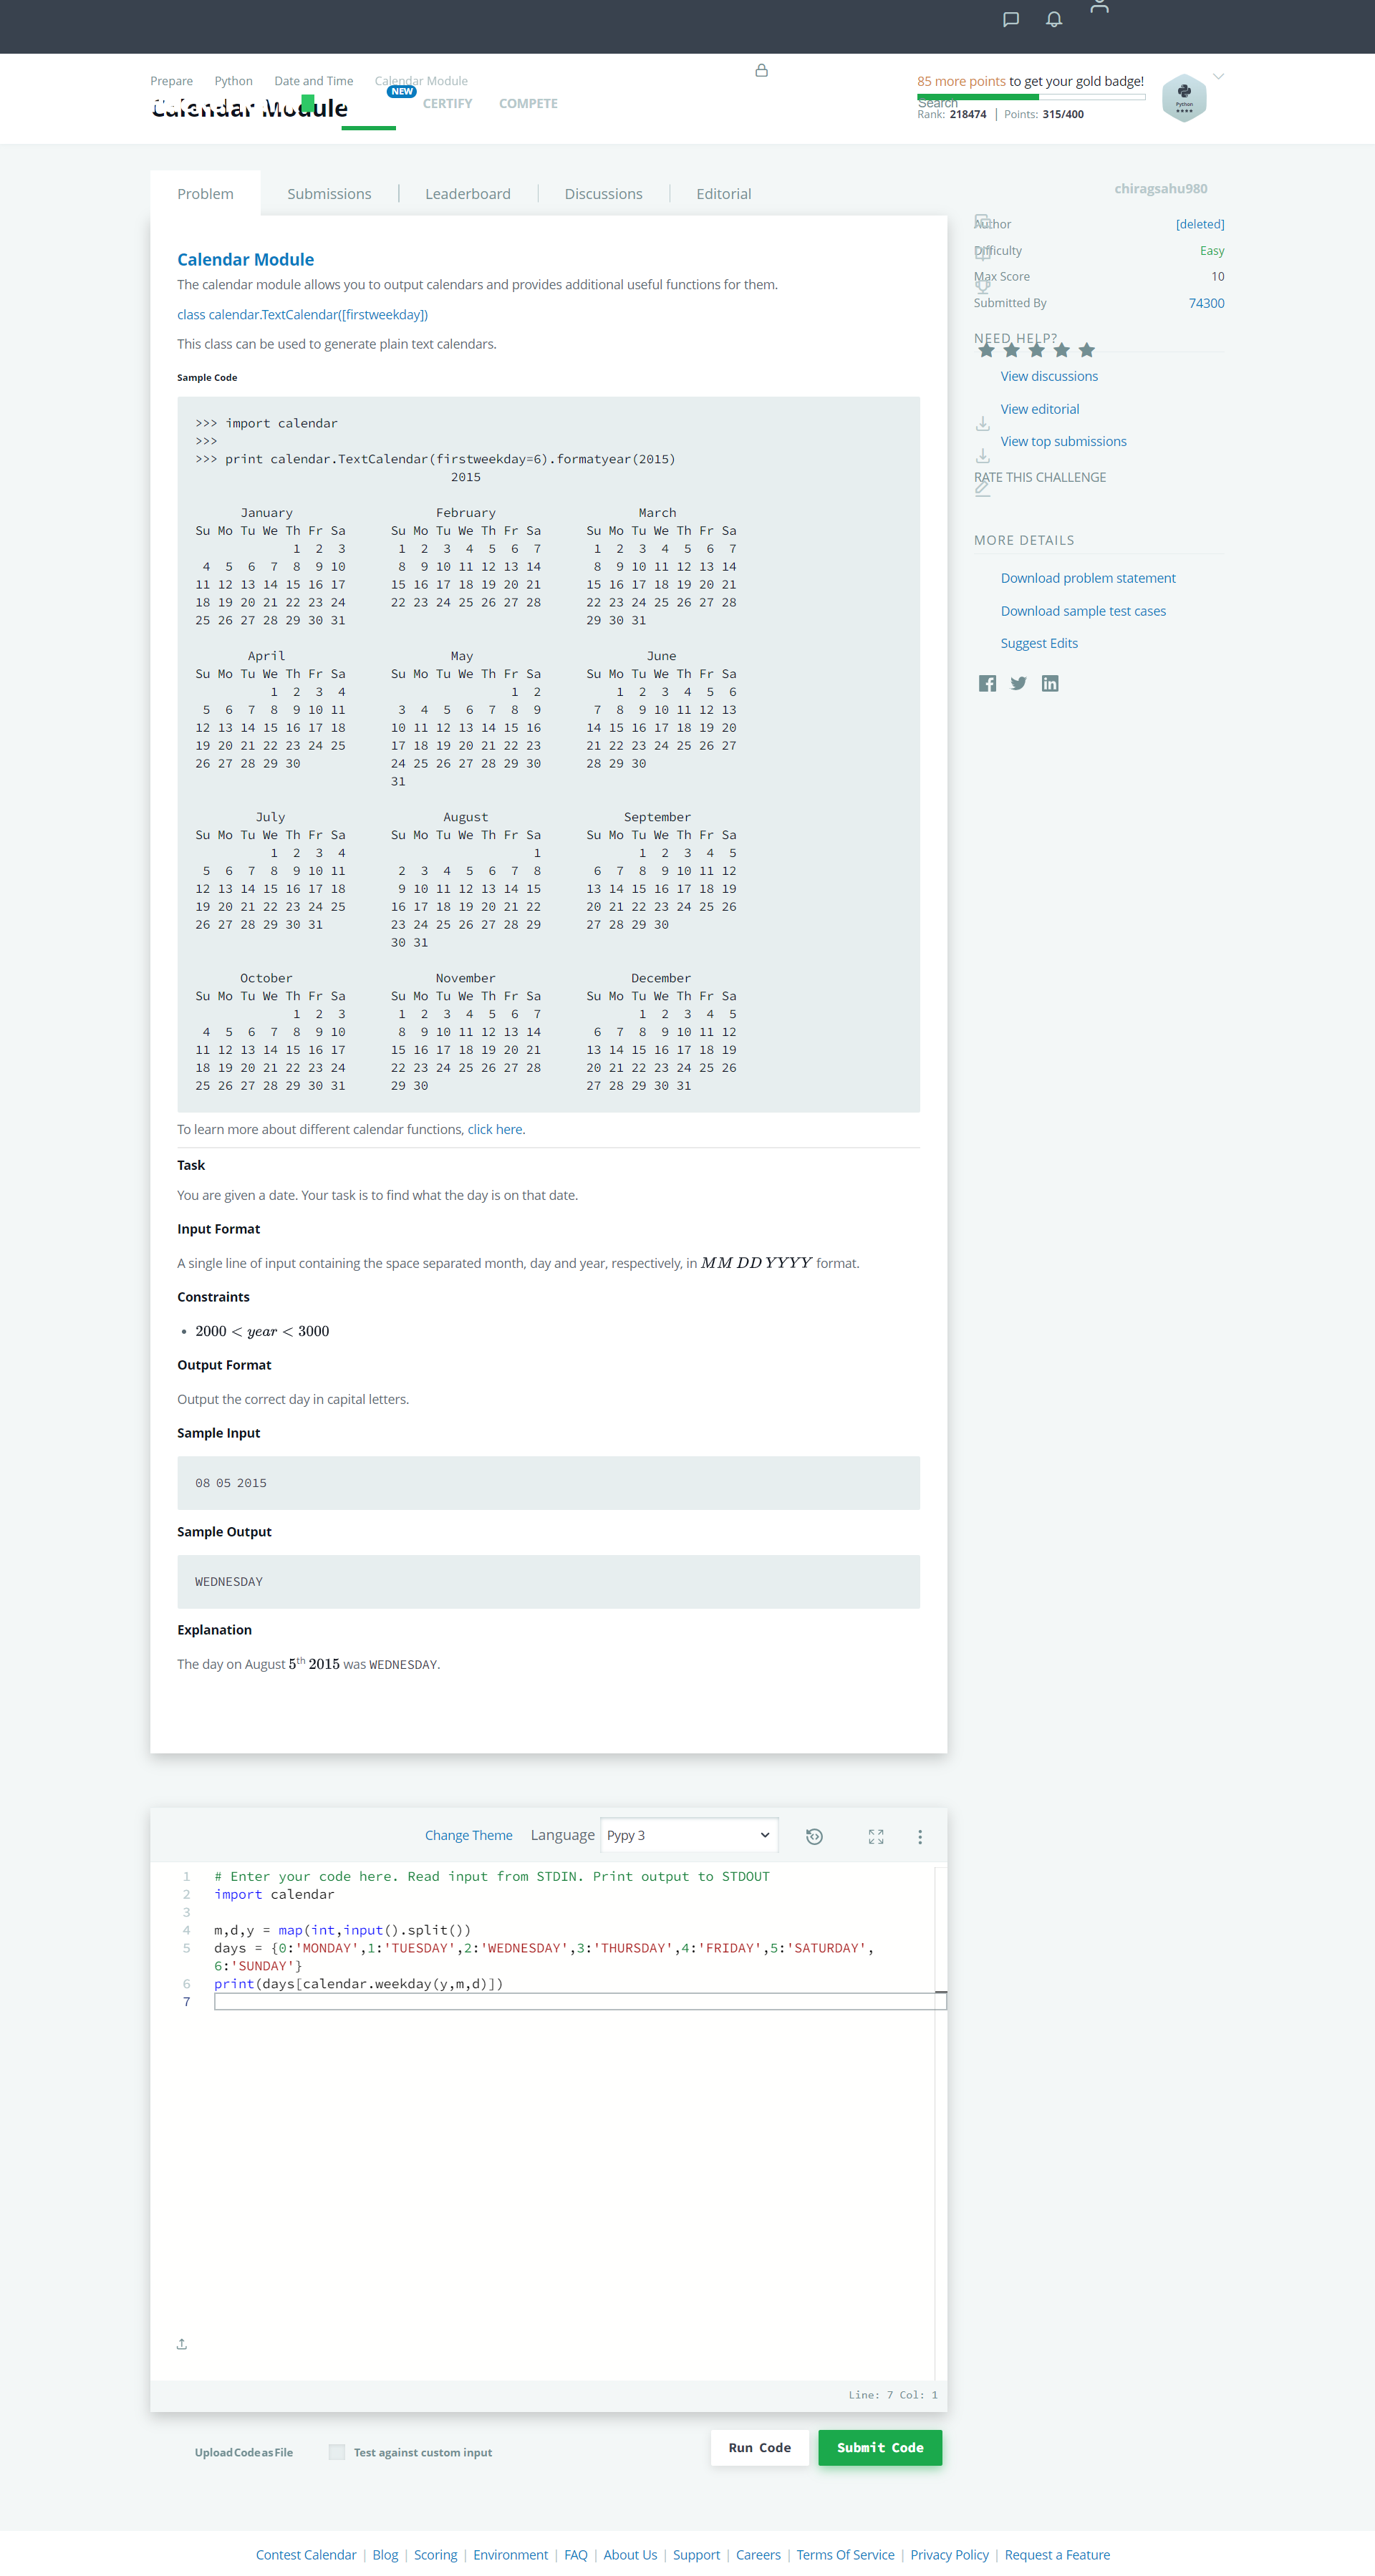 Prepare Python Date and Time Calendar Module
Calendar Module
NEW
CERTIFY COMPETE
85 more points to get your gold badge!
Search
Rank: 218474 | Points: 315/400
Python
Problem Submissions Leaderboard Discussions Editorial
chiragsahu980
Author [deleted]
Difficulty Easy
Max Score 10
Submitted By 74300
NEED HELP?
View discussions
View editorial
View top submissions
RATE THIS CHALLENGE
MORE DETAILS
Download problem statement
Download sample test cases
Suggest Edits
Calendar Module
The calendar module allows you to output calendars and provides additional useful functions for them.
class calendar.TextCalendar([firstweekday])
This class can be used to generate plain text calendars.
Sample Code
>>> import calendar
>>>
>>> print calendar.TextCalendar(firstweekday=6).formatyear(2015)
                                  2015

      January                   February                   March
Su Mo Tu We Th Fr Sa      Su Mo Tu We Th Fr Sa      Su Mo Tu We Th Fr Sa
             1  2  3       1  2  3  4  5  6  7       1  2  3  4  5  6  7
 4  5  6  7  8  9 10       8  9 10 11 12 13 14       8  9 10 11 12 13 14
11 12 13 14 15 16 17      15 16 17 18 19 20 21      15 16 17 18 19 20 21
18 19 20 21 22 23 24      22 23 24 25 26 27 28      22 23 24 25 26 27 28
25 26 27 28 29 30 31                                29 30 31

       April                      May                       June
Su Mo Tu We Th Fr Sa      Su Mo Tu We Th Fr Sa      Su Mo Tu We Th Fr Sa
          1  2  3  4                      1  2          1  2  3  4  5  6
 5  6  7  8  9 10 11       3  4  5  6  7  8  9       7  8  9 10 11 12 13
12 13 14 15 16 17 18      10 11 12 13 14 15 16      14 15 16 17 18 19 20
19 20 21 22 23 24 25      17 18 19 20 21 22 23      21 22 23 24 25 26 27
26 27 28 29 30            24 25 26 27 28 29 30      28 29 30
                          31

        July                     August                  September
Su Mo Tu We Th Fr Sa      Su Mo Tu We Th Fr Sa      Su Mo Tu We Th Fr Sa
          1  2  3  4                         1             1  2  3  4  5
 5  6  7  8  9 10 11       2  3  4  5  6  7  8       6  7  8  9 10 11 12
12 13 14 15 16 17 18       9 10 11 12 13 14 15      13 14 15 16 17 18 19
19 20 21 22 23 24 25      16 17 18 19 20 21 22      20 21 22 23 24 25 26
26 27 28 29 30 31         23 24 25 26 27 28 29      27 28 29 30
                          30 31

      October                   November                  December
Su Mo Tu We Th Fr Sa      Su Mo Tu We Th Fr Sa      Su Mo Tu We Th Fr Sa
             1  2  3       1  2  3  4  5  6  7             1  2  3  4  5
 4  5  6  7  8  9 10       8  9 10 11 12 13 14       6  7  8  9 10 11 12
11 12 13 14 15 16 17      15 16 17 18 19 20 21      13 14 15 16 17 18 19
18 19 20 21 22 23 24      22 23 24 25 26 27 28      20 21 22 23 24 25 26
25 26 27 28 29 30 31      29 30                     27 28 29 30 31
To learn more about different calendar functions, click here.
Task
You are given a date. Your task is to find what the day is on that date.
Input Format
A single line of input containing the space separated month, day and year, respectively, in MM DD YYYY format.
Constraints
• 2000 < year < 3000
Output Format
Output the correct day in capital letters.
Sample Input
08 05 2015
Sample Output
WEDNESDAY
Explanation
The day on August 5th 2015 was WEDNESDAY.
Change Theme Language Pypy 3
1 # Enter your code here. Read input from STDIN. Print output to STDOUT
2 import calendar
3
4 m,d,y = map(int,input().split())
5 days = {0:'MONDAY',1:'TUESDAY',2:'WEDNESDAY',3:'THURSDAY',4:'FRIDAY',5:'SATURDAY',
6:'SUNDAY'}
6 print(days[calendar.weekday(y,m,d)])
7
Line: 7 Col: 1
Upload Code as File Test against custom input Run Code Submit Code
Contest Calendar | Blog | Scoring | Environment | FAQ | About Us | Support | Careers | Terms Of Service | Privacy Policy | Request a Feature